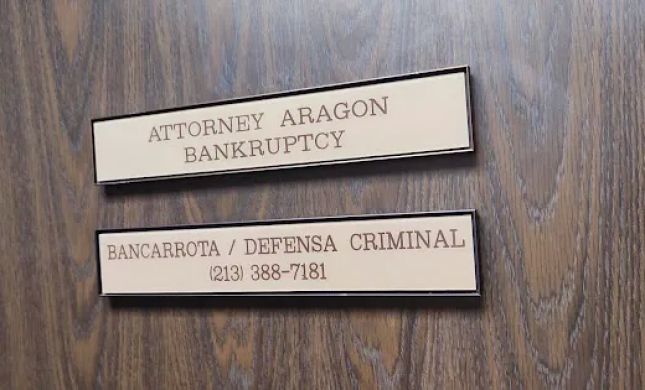 ATTORNEY ARAGON
BANKRUPTCY
BANCARROTA / DEFENSA CRIMINAL
(213) 388-7181